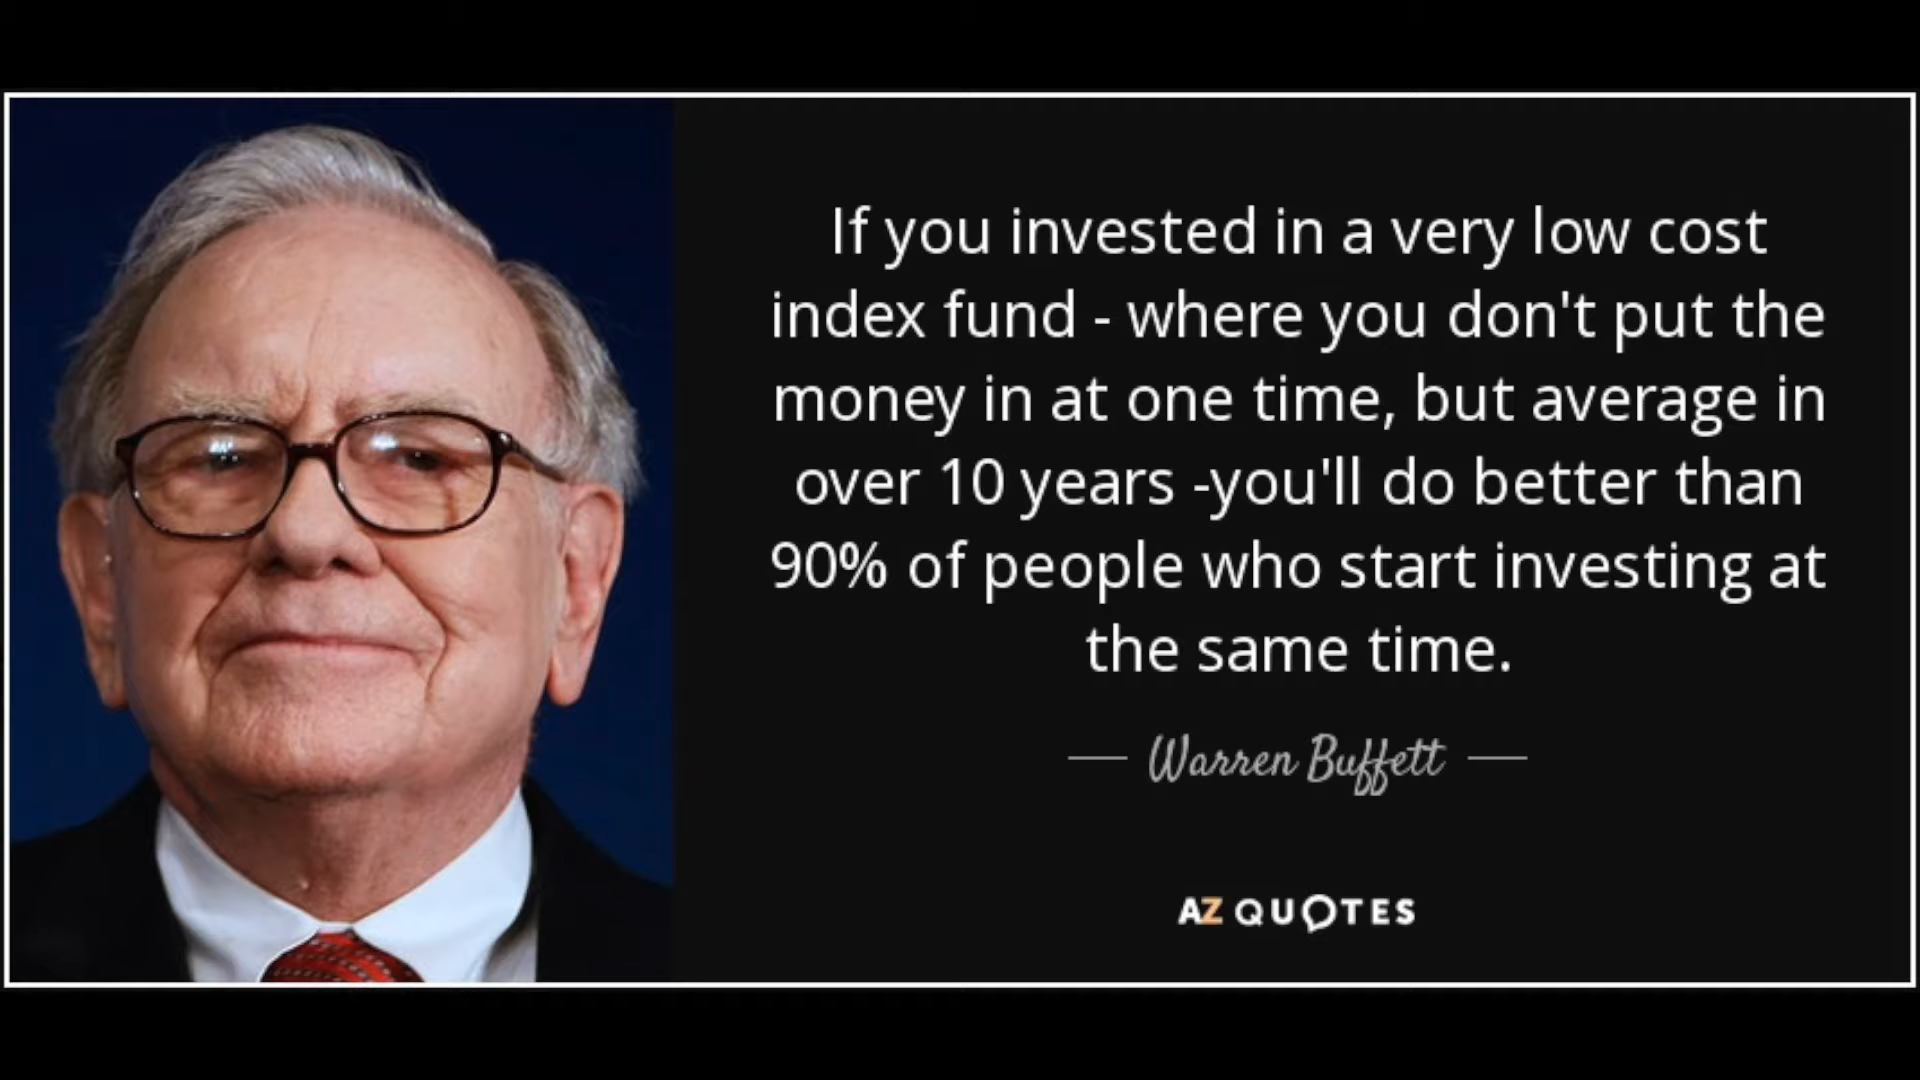 If you invested in a very low cost
index fund - where you don't put the
money in at one time, but average in
over 10 years -you'll do better than
90% of people who start investing at
the same time.
Warren Buffett
AZ QUOTES